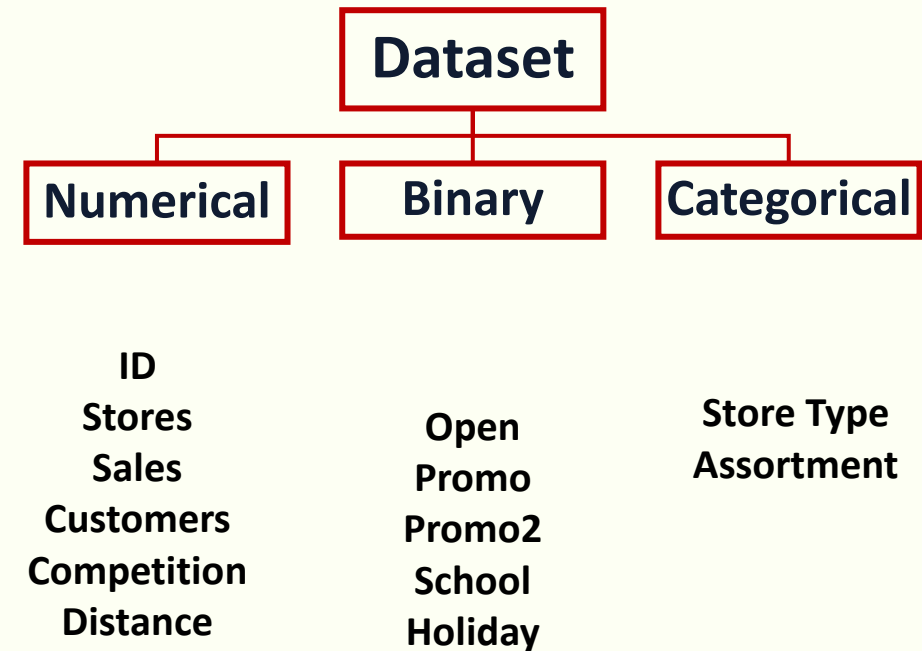 Dataset
Numerical
Binary
Categorical
ID
Stores
Sales
Customers
Competition
Distance
Open
Promo
Promo2
School
Holiday
Store Type
Assortment